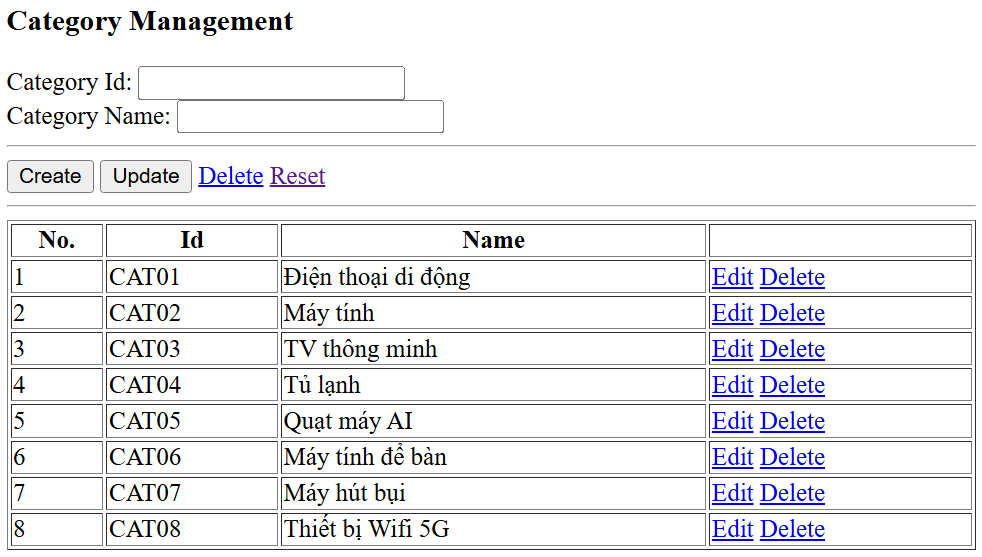 Category Management
Category Id:
Category Name:
Create Update Delete Reset
No. Id Name
1 CAT01 Điện thoại di động Edit Delete
2 CAT02 Máy tính Edit Delete
3 CAT03 TV thông minh Edit Delete
4 CAT04 Tủ lạnh Edit Delete
5 CAT05 Quạt máy AI Edit Delete
6 CAT06 Máy tính để bàn Edit Delete
7 CAT07 Máy hút bụi Edit Delete
8 CAT08 Thiết bị Wifi 5G Edit Delete